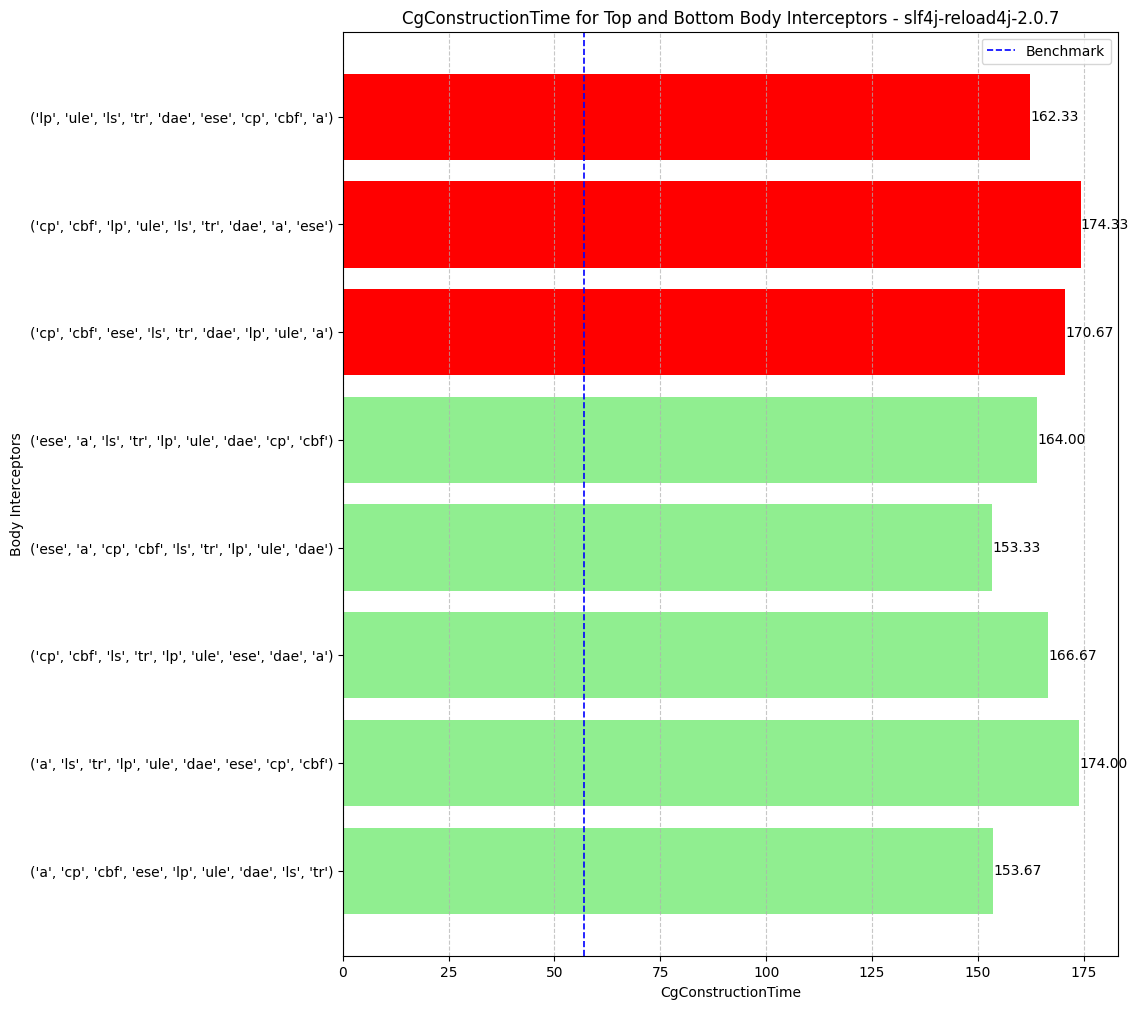 CgConstructionTime for Top and Bottom Body Interceptors - slf4j-reload4j-2.0.7
Benchmark
('lp', 'ule', 'ls', 'tr', 'dae', 'ese', 'cp', 'cbf', 'a')
162.33
('cp', 'cbf', 'lp', 'ule', 'ls', 'tr', 'dae', 'a', 'ese')
174.33
('cp', 'cbf', 'ese', 'ls', 'tr', 'dae', 'lp', 'ule', 'a')
170.67
('ese', 'a', 'ls', 'tr', 'lp', 'ule', 'dae', 'cp', 'cbf')
164.00
('ese', 'a', 'cp', 'cbf', 'ls', 'tr', 'lp', 'ule', 'dae')
153.33
('cp', 'cbf', 'ls', 'tr', 'lp', 'ule', 'ese', 'dae', 'a')
166.67
('a', 'ls', 'tr', 'lp', 'ule', 'dae', 'ese', 'cp', 'cbf')
174.00
('a', 'cp', 'cbf', 'ese', 'lp', 'ule', 'dae', 'ls', 'tr')
153.67
Body Interceptors
0 25 50 75 100 125 150 175
CgConstructionTime